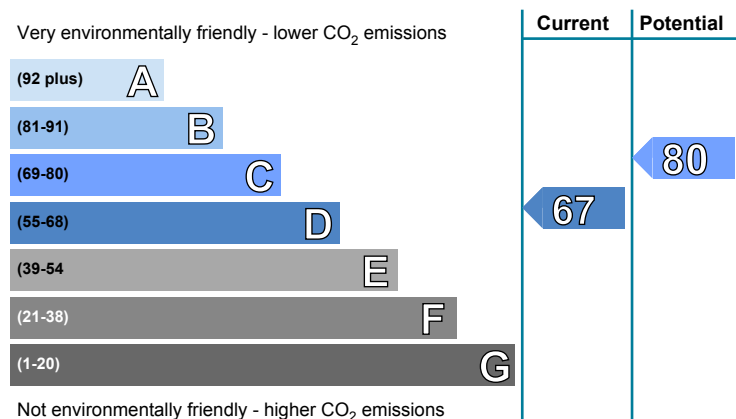 Very environmentally friendly - lower CO₂ emissions
Current
Potential
(92 plus) A
(81-91) B
(69-80) C
80
(55-68) D
67
(39-54 E
(21-38) F
(1-20) G
Not environmentally friendly - higher CO₂ emissions